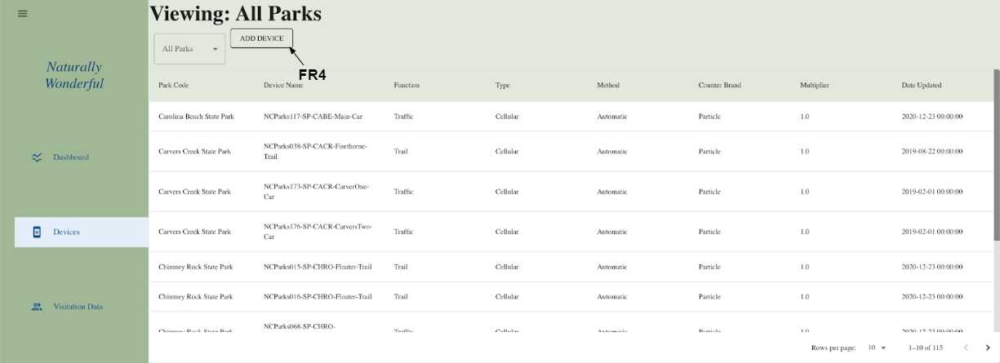 Viewing: All Parks
All Parks
ADD DEVICE
FR4
Naturally
Wonderful
Dashboard
Devices
Visitation Data
Park Code Device Name Function Type Method Counter Brand Multiplier Date Updated
Carolina Beach State Park NCParks117-SP-CABE-Main-Car Traffic Cellular Automatic Particle 1.0 2020-12-23 00:00:00
Carvers Creek State Park NCParks038-SP-CACR-Firethorne- Trail Cellular Automatic Particle 1.0 2019-08-22 00:00:00
Trail
Carvers Creek State Park NCParks173-SP-CACR-CarverOne- Traffic Cellular Automatic Particle 1.0 2019-02-01 00:00:00
Car
Carvers Creek State Park NCParks176-SP-CACR-CarversTwo- Traffic Cellular Automatic Particle 1.0 2019-02-01 00:00:00
Car
Chimney Rock State Park NCParks015-SP-CHRO-Floater-Trail Trail Cellular Automatic Particle 1.0 2020-12-23 00:00:00
Chimney Rock State Park NCParks016-SP-CHRO-Floater-Trail Trail Cellular Automatic Particle 1.0 2020-12-23 00:00:00
Chimney Rock State Park NCParks068-SP-CHRO- Traffic Cellular Automatic Particle 1.0 2020-12-23 00:00:00
Rows per page: 10 1–10 of 115